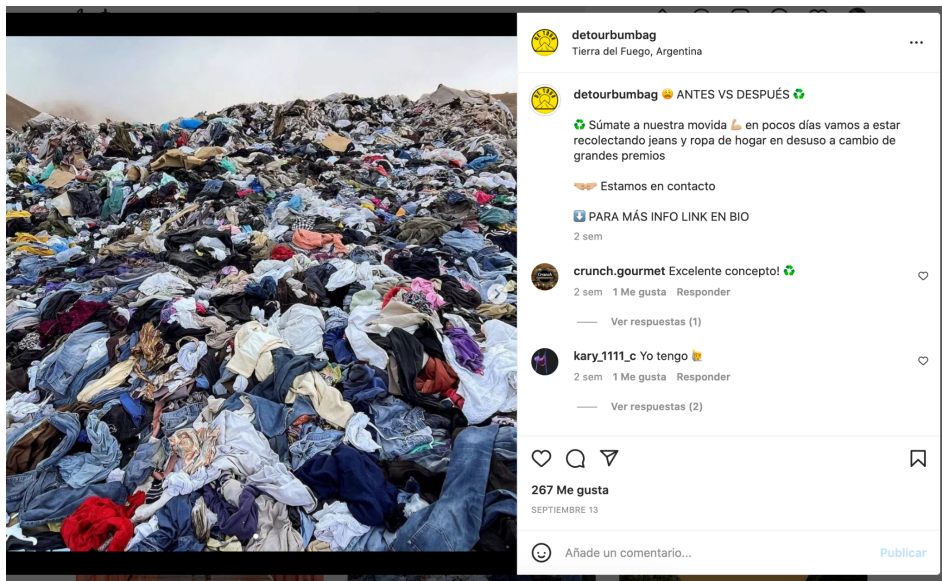 detourbumbag
Tierra del Fuego, Argentina
detourbumbag 😩 ANTES VS DESPUÉS ♻️
♻️ Súmate a nuestra movida 💪🏼 en pocos días vamos a estar
recolectando jeans y ropa de hogar en desuso a cambio de
grandes premios
🤝🏼 Estamos en contacto
⬇️ PARA MÁS INFO LINK EN BIO
2 sem
crunch.gourmet Excelente concepto! ♻️
2 sem 1 Me gusta Responder
Ver respuestas (1)
kary_1111_c Yo tengo 🙋
2 sem 1 Me gusta Responder
Ver respuestas (2)
267 Me gusta
SEPTIEMBRE 13
Añade un comentario...
Publicar